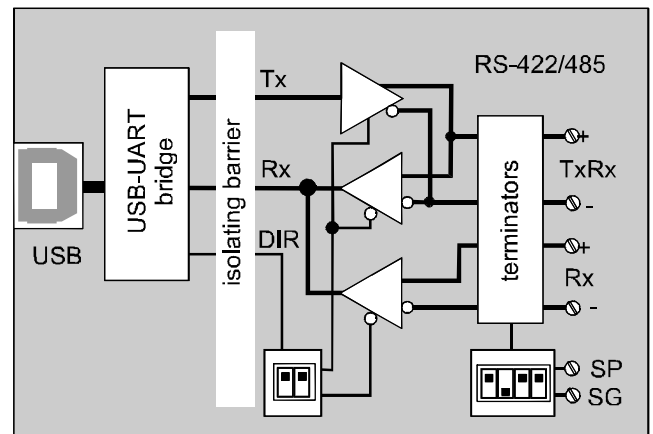 RS-422/485
Tx
USB-UART
bridge
isolating barrier
Rx
DIR
USB
terminators
+
TxRx
-
+
Rx
-
SP
SG